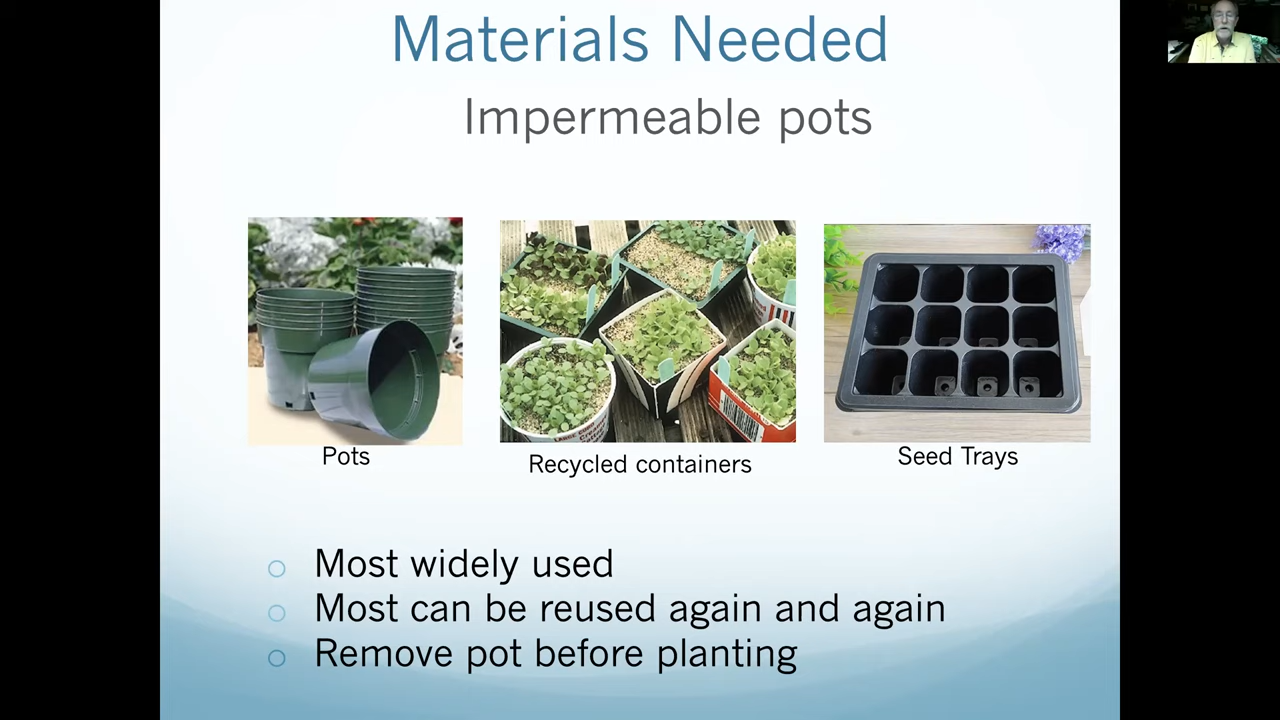 Materials Needed
Impermeable pots
Pots
Recycled containers
Seed Trays
Most widely used
Most can be reused again and again
Remove pot before planting